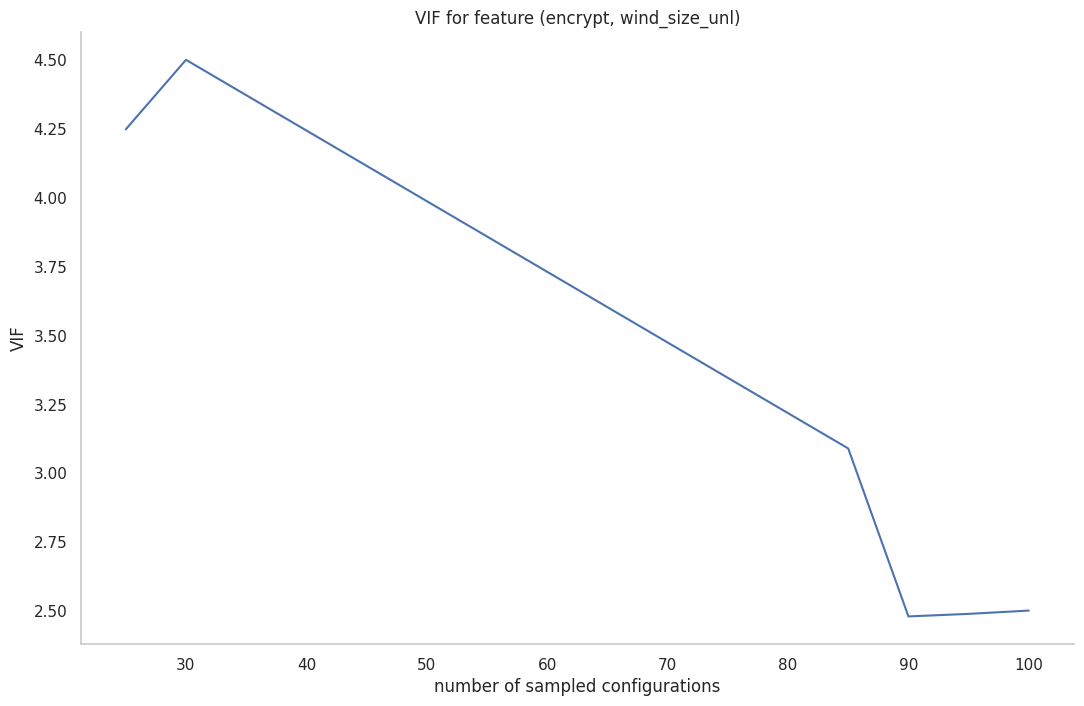 VIF for feature (encrypt, wind_size_unl)
4.50
4.25
4.00
3.75
3.50
3.25
3.00
2.75
2.50
VIF
30 40 50 60 70 80 90 100
number of sampled configurations